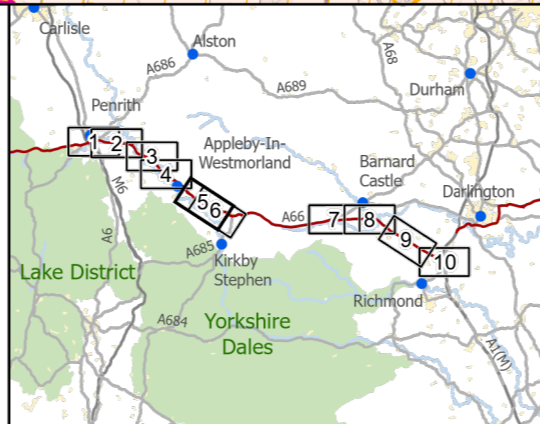 Carlisle
Alston
A686
A68
A689
Durham
Penrith
Appleby-In-
Westmorland
Barnard
Castle
Darlington
1
2
3
4
5
6
7
8
9
10
M6
A6
A66
A685
Kirkby
Stephen
Lake District
Richmond
A684
Yorkshire
Dales
A1(M)